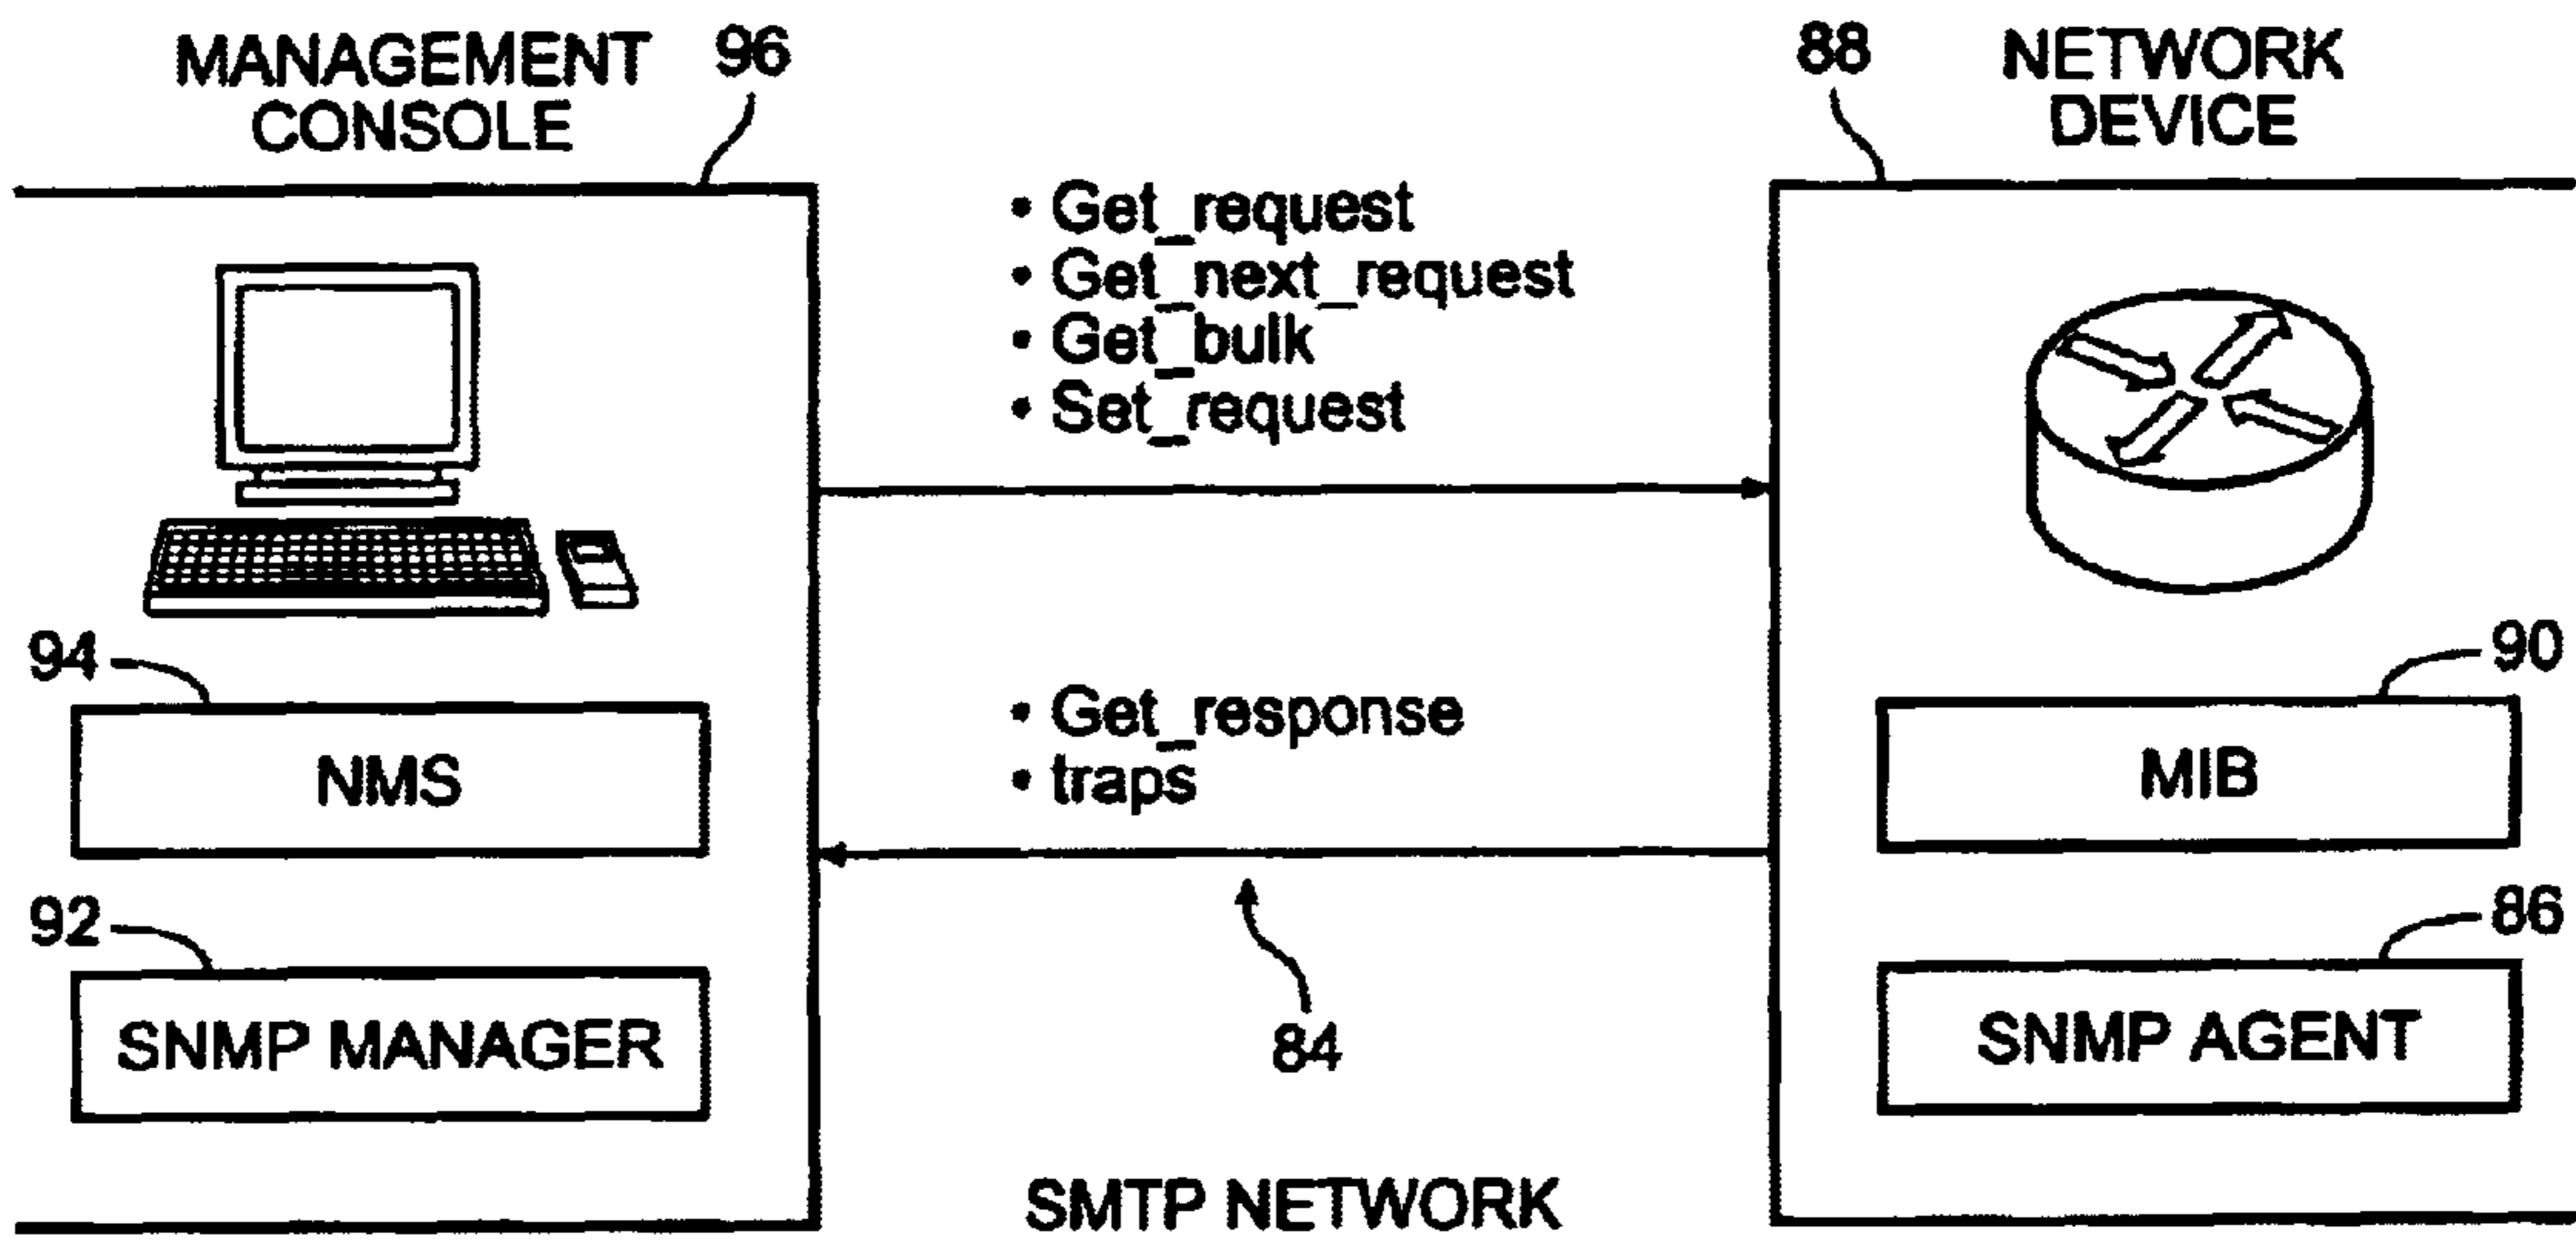 MANAGEMENT
CONSOLE
96
88
NETWORK
DEVICE
• Get_request
• Get_next_request
• Get_bulk
• Set_request
94
NMS
92
SNMP MANAGER
• Get_response
• traps
84
SMTP NETWORK
90
MIB
86
SNMP AGENT